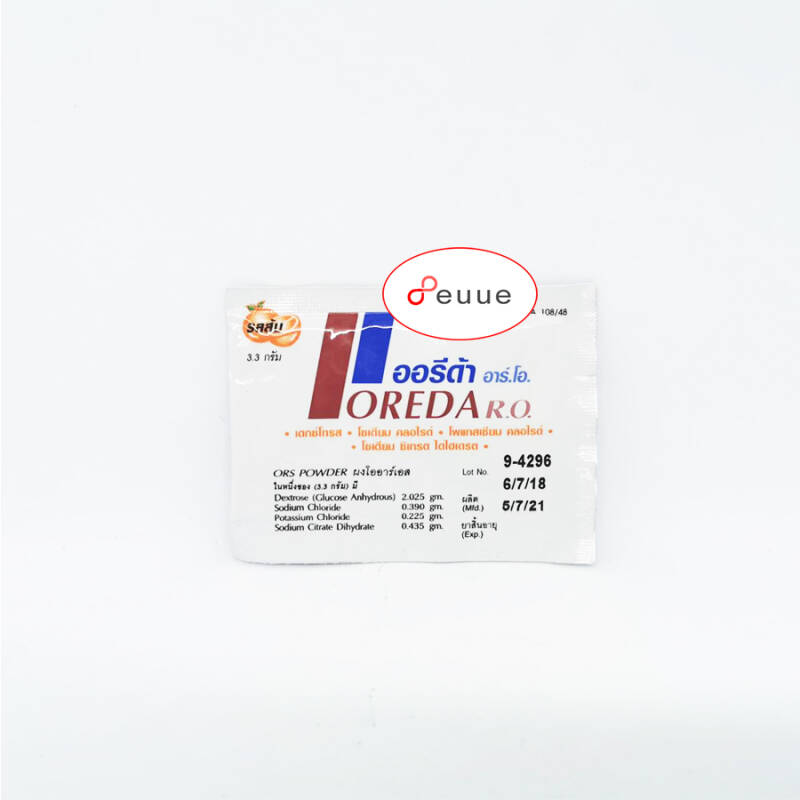 euue
A 108/48
รสส้ม
3.3 กรัม
ออรีด้า อาร์.โอ.
OREDA R.O.
• เดกซ์โทรส • โซเดียม คลอไรด์ • โพแทสเซียม คลอไรด์ •
• โซเดียม ซิเทรต ไดไฮเดรต •
ORS POWDER ผงโออาร์เอส
ในหนึ่งซอง (3.3 กรัม) มี
Dextrose (Glucose Anhydrous) 2.025 gm.
Sodium Chloride 0.390 gm.
Potassium Chloride 0.225 gm.
Sodium Citrate Dihydrate 0.435 gm.
Lot No. 9-4296
6/7/18
ผลิต
(Mfd.) 5/7/21
ยาสิ้นอายุ
(Exp.)